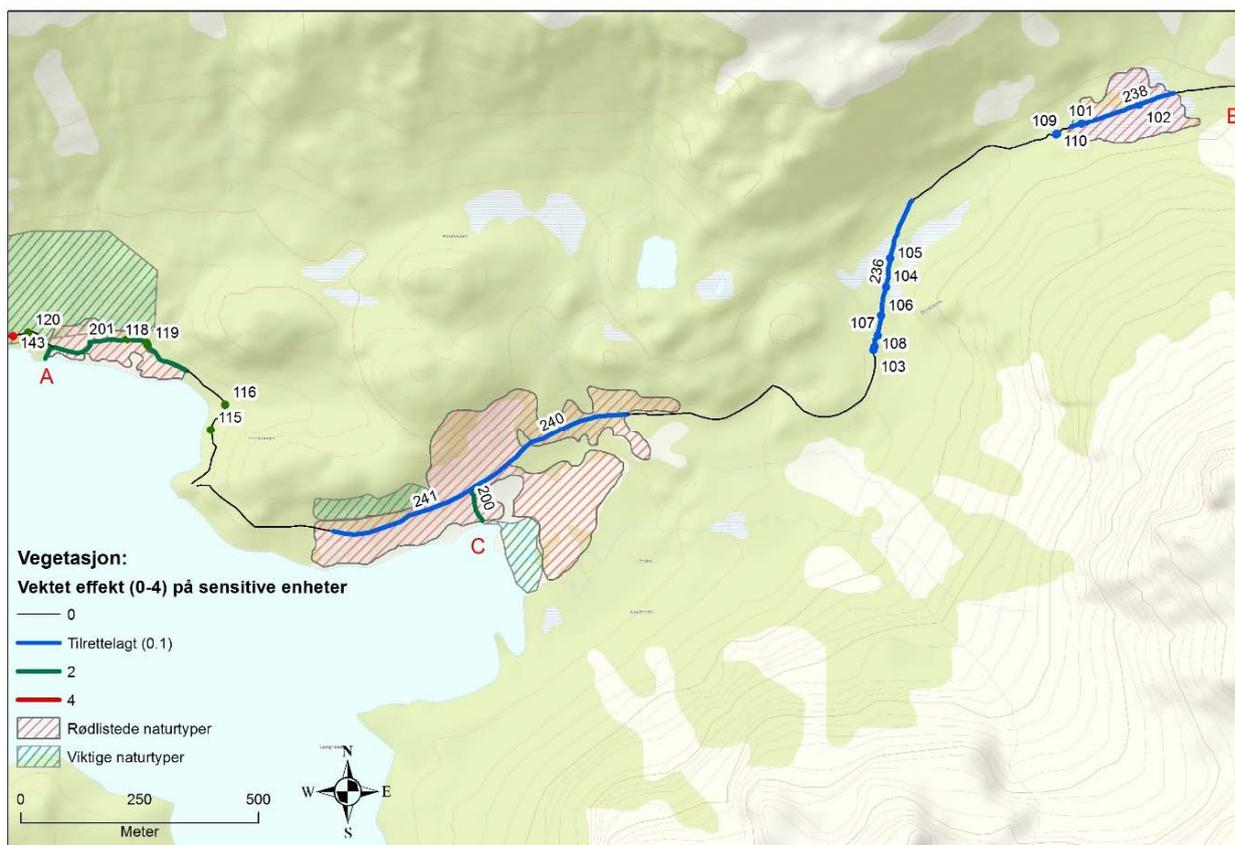 238
101
109
102
110
B
105
236
104
106
107
108
103
120
201
118
119
143
A
116
115
240
241
200
C
Vegetasjon:
Vektet effekt (0-4) på sensitive enheter
0
Tilrettelagt (0.1)
2
4
Rødlistede naturtyper
Viktige naturtyper
N
W E
S
0 250 500
Meter